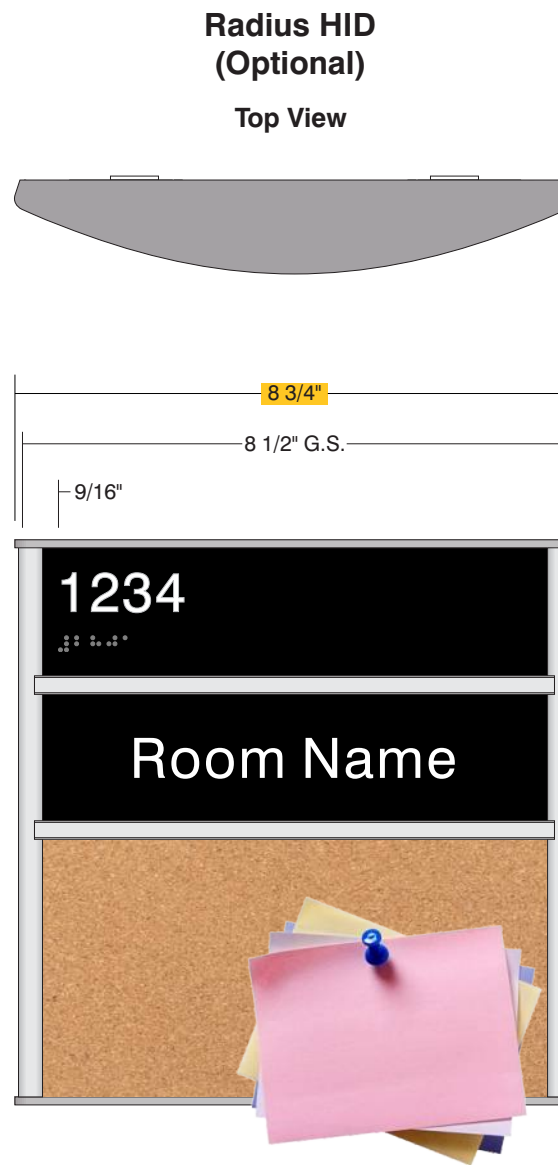 Radius HID
(Optional)
Top View
8 3/4"
8 1/2" G.S.
9/16"
1234
Room Name